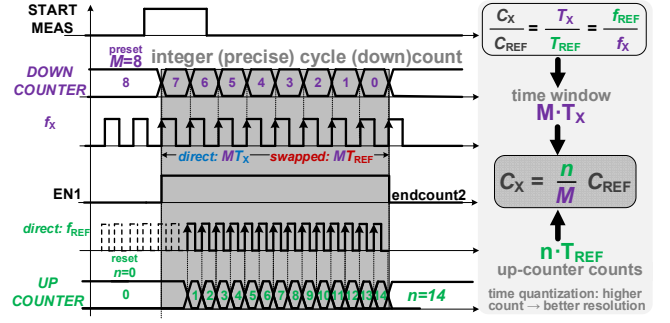 START
MEAS
preset
M=8
integer (precise) cycle (down)count
DOWN
COUNTER
8 7 6 5 4 3 2 1 0
fX
direct: MTX
swapped: MTREF
EN1
endcount2
direct: fREF
reset
n=0
UP
COUNTER
0 1 2 3 4 5 6 7 8 9 10 11 12 13 14
n=14
CX / CREF = TX / TREF = fREF / fX
time window
M·TX
CX = n / M CREF
n·TREF
up-counter counts
time quantization: higher
count → better resolution